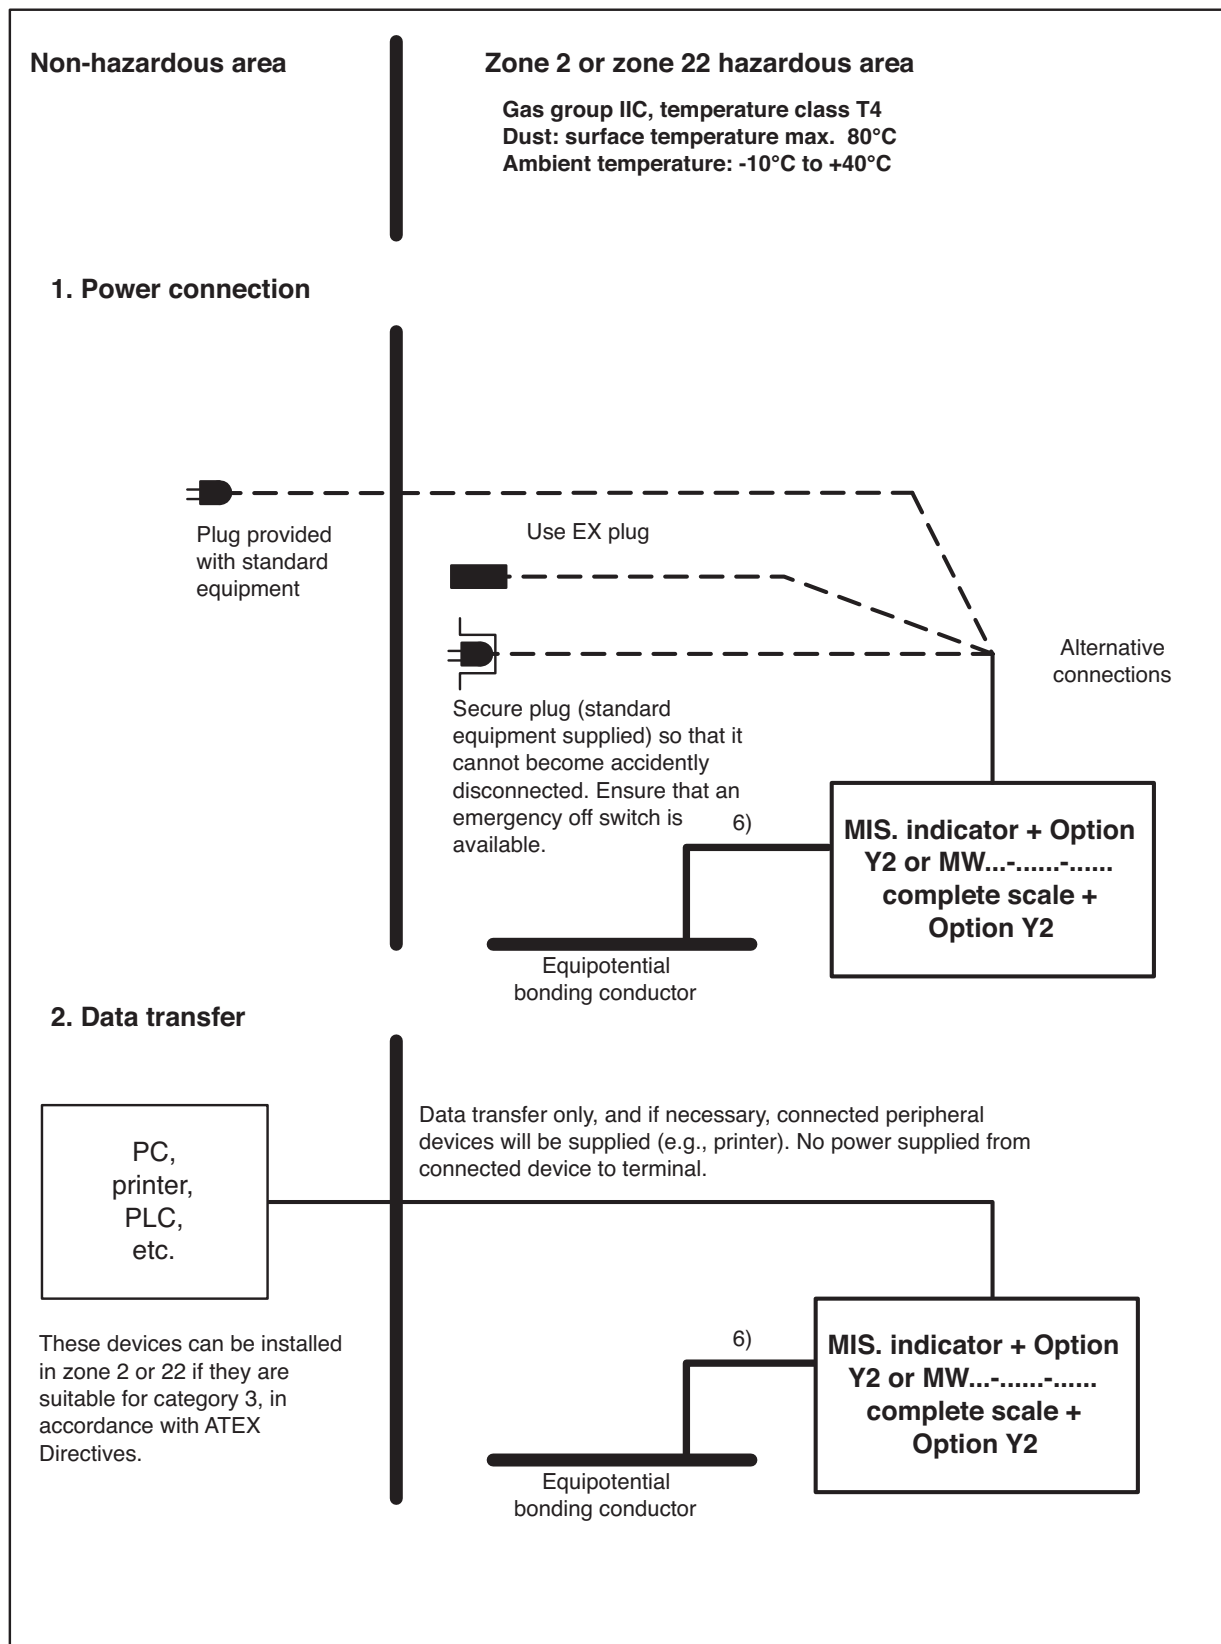 Non-hazardous area
Zone 2 or zone 22 hazardous area
Gas group IIC, temperature class T4
Dust: surface temperature max.  80°C
Ambient temperature: -10°C to +40°C
1. Power connection
Plug provided
with standard
equipment
Use EX plug
Alternative
connections
Secure plug (standard
equipment supplied) so that it
cannot become accidently
disconnected. Ensure that an
emergency off switch is
available.
6)
MIS. indicator + Option
Y2 or MW...-......-......
complete scale +
Option Y2
Equipotential
bonding conductor
2. Data transfer
PC,
printer,
PLC,
etc.
Data transfer only, and if necessary, connected peripheral
devices will be supplied (e.g., printer). No power supplied from
connected device to terminal.
These devices can be installed
in zone 2 or 22 if they are
suitable for category 3, in
accordance with ATEX
Directives.
6)
MIS. indicator + Option
Y2 or MW...-......-......
complete scale +
Option Y2
Equipotential
bonding conductor